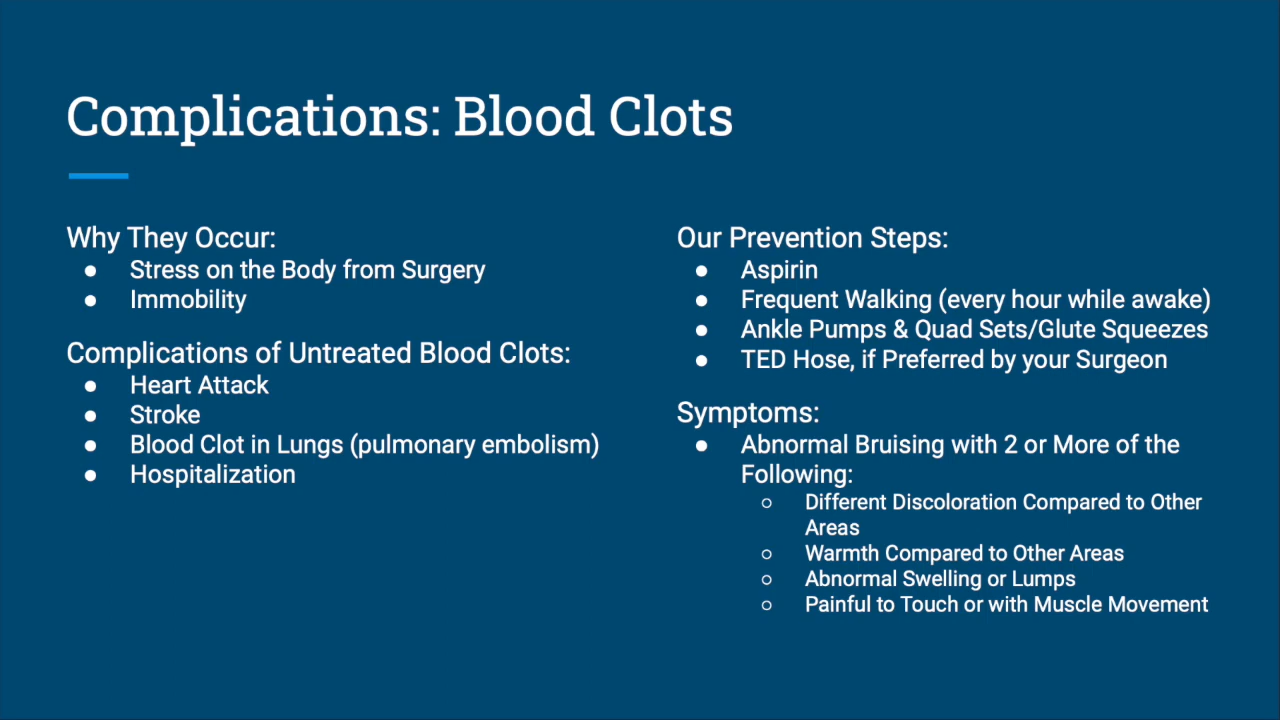 Complications: Blood Clots
Why They Occur:
● Stress on the Body from Surgery
● Immobility
Complications of Untreated Blood Clots:
● Heart Attack
● Stroke
● Blood Clot in Lungs (pulmonary embolism)
● Hospitalization
Our Prevention Steps:
● Aspirin
● Frequent Walking (every hour while awake)
● Ankle Pumps & Quad Sets/Glute Squeezes
● TED Hose, if Preferred by your Surgeon
Symptoms:
● Abnormal Bruising with 2 or More of the
Following:
○ Different Discoloration Compared to Other
Areas
○ Warmth Compared to Other Areas
○ Abnormal Swelling or Lumps
○ Painful to Touch or with Muscle Movement